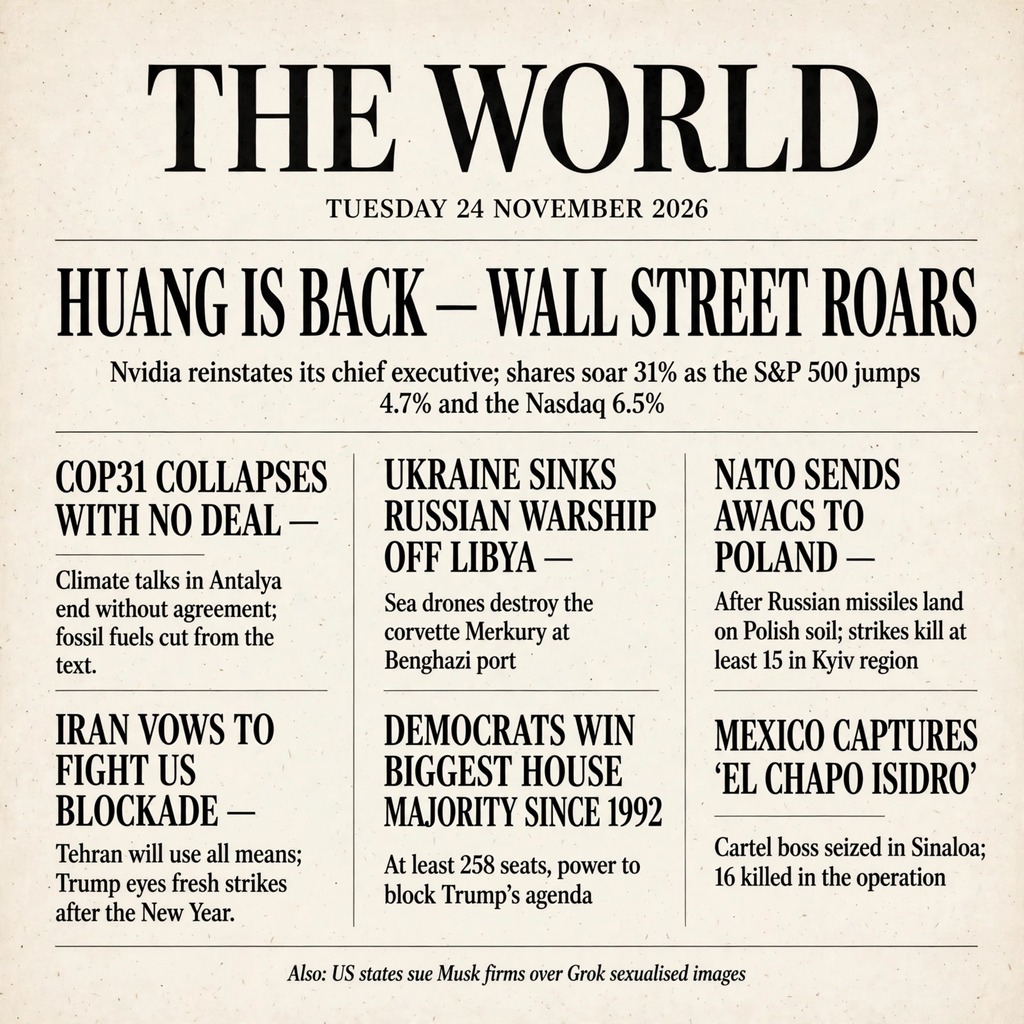 THE WORLD
TUESDAY 24 NOVEMBER 2026
HUANG IS BACK — WALL STREET ROARS
Nvidia reinstates its chief executive; shares soar 31% as the S&P 500 jumps
4.7% and the Nasdaq 6.5%
COP31 COLLAPSES
WITH NO DEAL —
Climate talks in Antalya
end without agreement;
fossil fuels cut from the
text.
UKRAINE SINKS
RUSSIAN WARSHIP
OFF LIBYA —
Sea drones destroy the
corvette Merkury at
Benghazi port
NATO SENDS
AWACS TO
POLAND —
After Russian missiles land
on Polish soil; strikes kill at
least 15 in Kyiv region
IRAN VOWS TO
FIGHT US
BLOCKADE —
Tehran will use all means;
Trump eyes fresh strikes
after the New Year.
DEMOCRATS WIN
BIGGEST HOUSE
MAJORITY SINCE 1992
At least 258 seats, power to
block Trump's agenda
MEXICO CAPTURES
‘EL CHAPO ISIDRO’
Cartel boss seized in Sinaloa;
16 killed in the operation
Also: US states sue Musk firms over Grok sexualised images